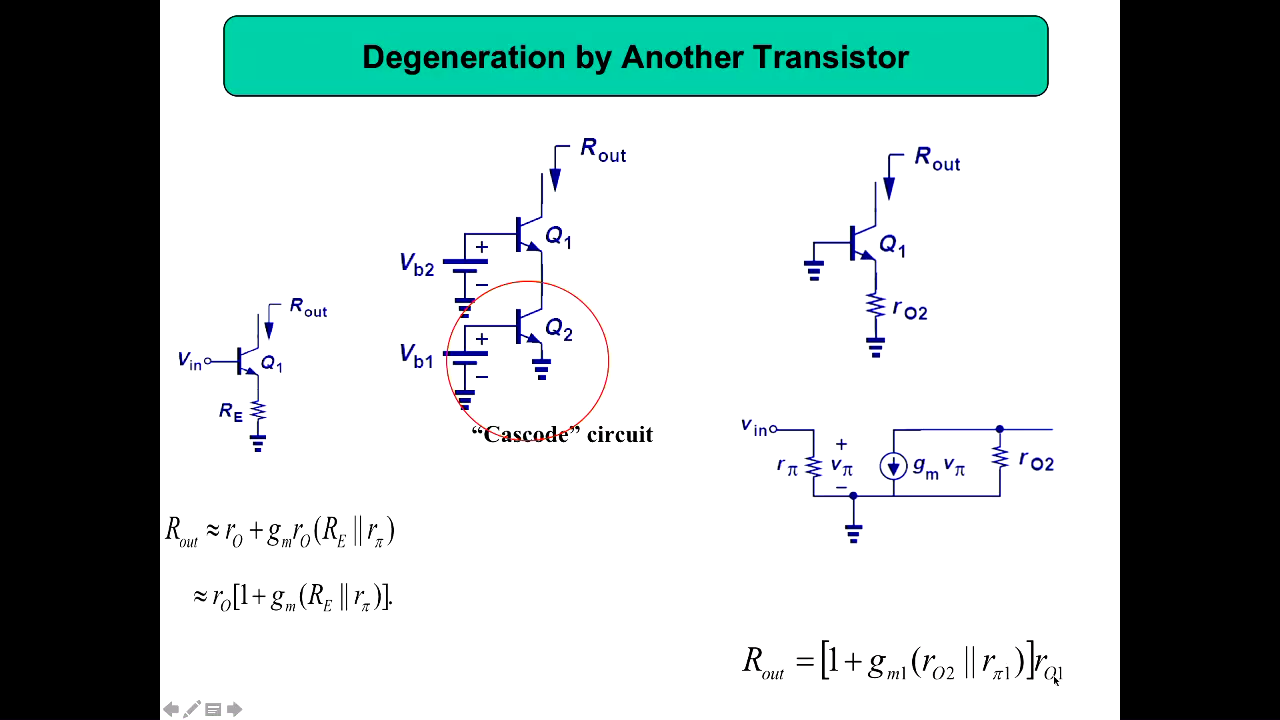 Degeneration by Another Transistor
R_out
Q_1
V_in
R_E
R_out
Q_1
V_b2
+
−
Q_2
V_b1
+
−
"Cascode" circuit
R_out
Q_1
r_O2
v_in
r_π
+
v_π
−
g_m v_π
r_O2
R_out ≈ r_O + g_m r_O (R_E || r_π)
≈ r_O[1 + g_m (R_E || r_π)].
R_out = [1 + g_m1 (r_O2 || r_π1)]r_O1